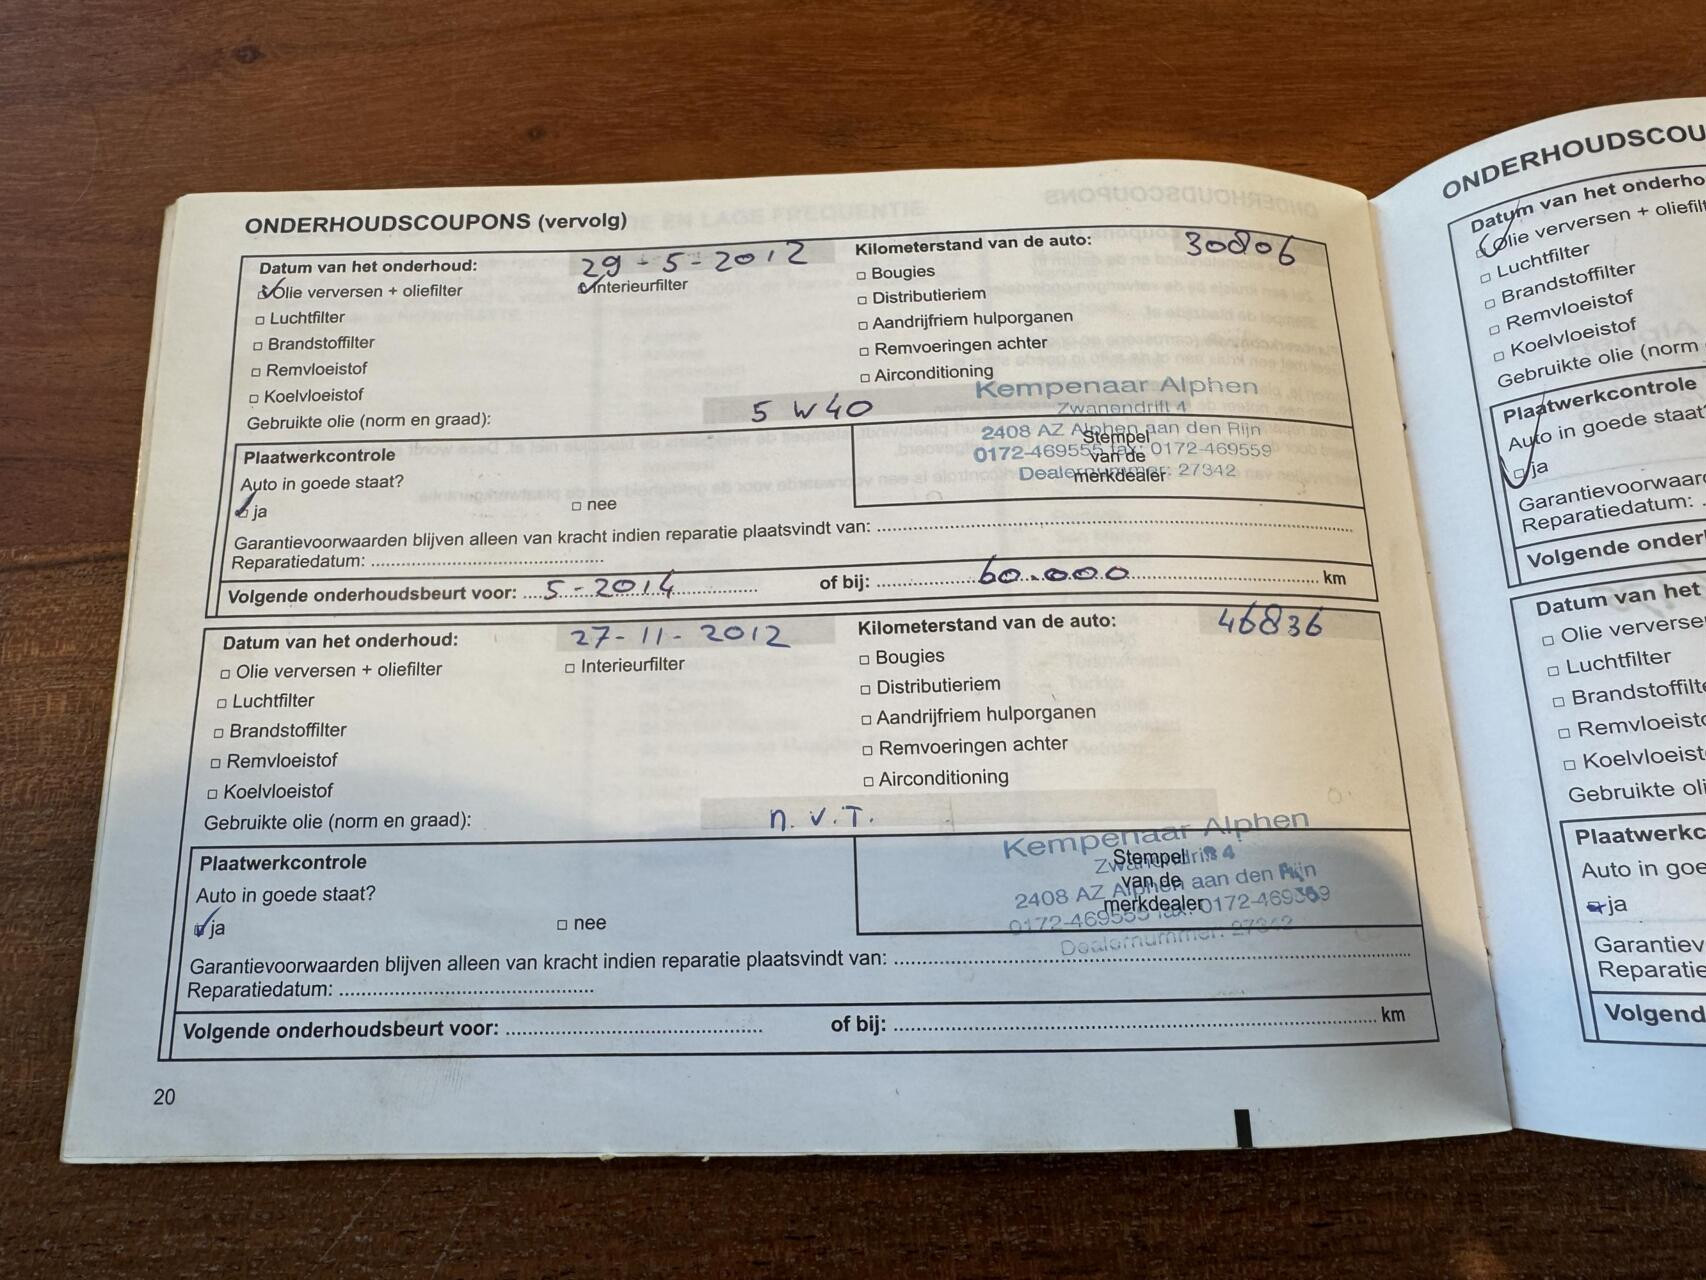 ONDERHOUDSCOUPONS (vervolg)
Datum van het onderhoud: 29-5-2012
Kilometerstand van de auto: 30806
Olie verversen + oliefilter
Interieurfilter
Bougies
Luchtfilter
Distributieriem
Brandstoffilter
Aandrijfriem hulporganen
Remvloeistof
Remvoeringen achter
Koelvloeistof
Airconditioning
Gebruikte olie (norm en graad): 5 W40
Kempenaar Alphen
Zwanendrift 4
2408 AZ Alphen aan den Rijn
0172-469555 fax: 0172-469559
Dealernummer: 27342
Stempel
van de
merkdealer
Plaatwerkcontrole
Auto in goede staat?
ja
nee
Garantievoorwaarden blijven alleen van kracht indien reparatie plaatsvindt van:
Reparatiedatum:
Volgende onderhoudsbeurt voor: 5-2014 of bij: 60.000 km
Datum van het onderhoud: 27-11-2012
Kilometerstand van de auto: 46836
Olie verversen + oliefilter
Interieurfilter
Bougies
Luchtfilter
Distributieriem
Brandstoffilter
Aandrijfriem hulporganen
Remvloeistof
Remvoeringen achter
Koelvloeistof
Airconditioning
Gebruikte olie (norm en graad): n.v.T.
Kempenaar Alphen
2408 AZ Alphen aan den Rijn
0172-469555 fax: 0172-469559
Dealernummer: 27342
Stempel
van de
merkdealer
Plaatwerkcontrole
Auto in goede staat?
ja
nee
Garantievoorwaarden blijven alleen van kracht indien reparatie plaatsvindt van:
Reparatiedatum:
Volgende onderhoudsbeurt voor: of bij: km
20
ONDERHOUDSCOU
Datum van het onderho
Olie verversen + oliefilt
Luchtfilter
Brandstoffilter
Remvloeistof
Koelvloeistof
Gebruikte olie (norm
Plaatwerkcontrole
Auto in goede staat?
ja
Garantievoorward
Reparatiedatum:
Volgende onder
Datum van het
Olie ververse
Luchtfilter
Brandstoffilt
Remvloeisto
Koelvloeist
Gebruikte oli
Plaatwerkc
Auto in goe
ja
Garantiev
Reparatie
Volgend